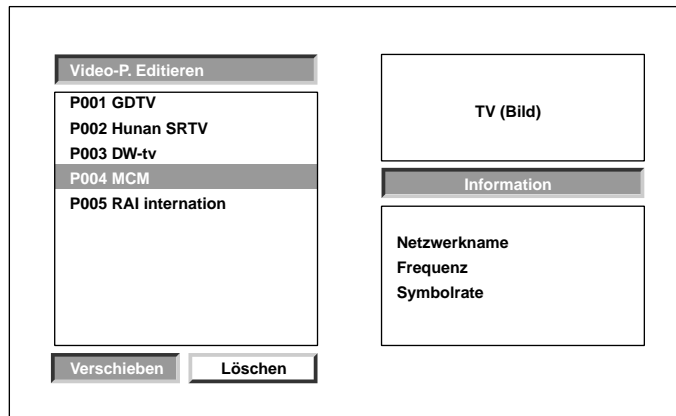 Video-P. Editieren
P001 GDTV
P002 Hunan SRTV
P003 DW-tv
P004 MCM
P005 RAI internation
Verschieben
Löschen
TV (Bild)
Information
Netzwerkname
Frequenz
Symbolrate